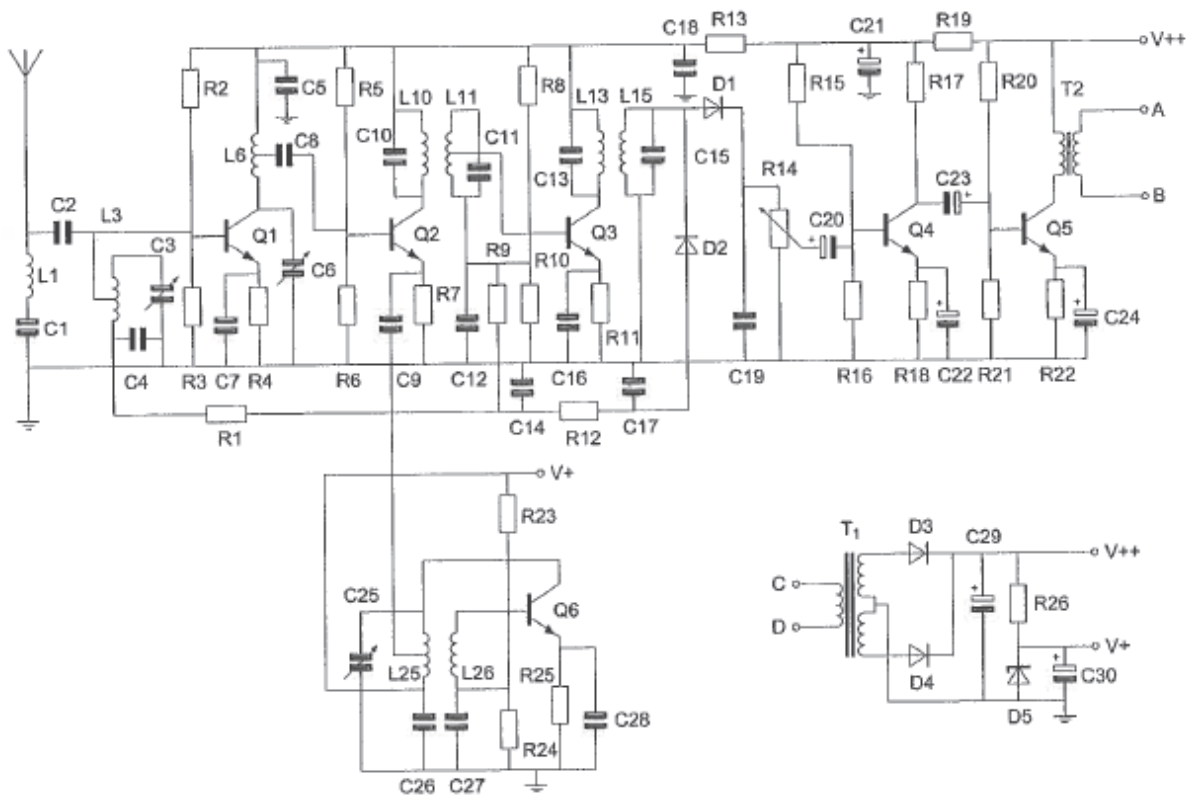 C18 R13 C21 R19
V++
R2 C5 R5 L10 L11 R8 L13 L15 D1 R15 R17 R20 T2
A
C8 C10 C11
L6 C13 C15 R14 C23
B
C2 L3 C20
C3 Q1 Q2 Q3 D2 Q4 Q5
L1 C6 R9 R10
R7
C1 R11 C24
C4 R3 C7 R4 R6 C9 C12 C16 C19 R16 R18 C22 R21 R22
R1 C14 R12 C17
V+
R23
T1 D3 C29
V++
C25 Q6 C
R26
D
L25 L26 R25 V+
D4 C30
C28 D5
R24
C26 C27